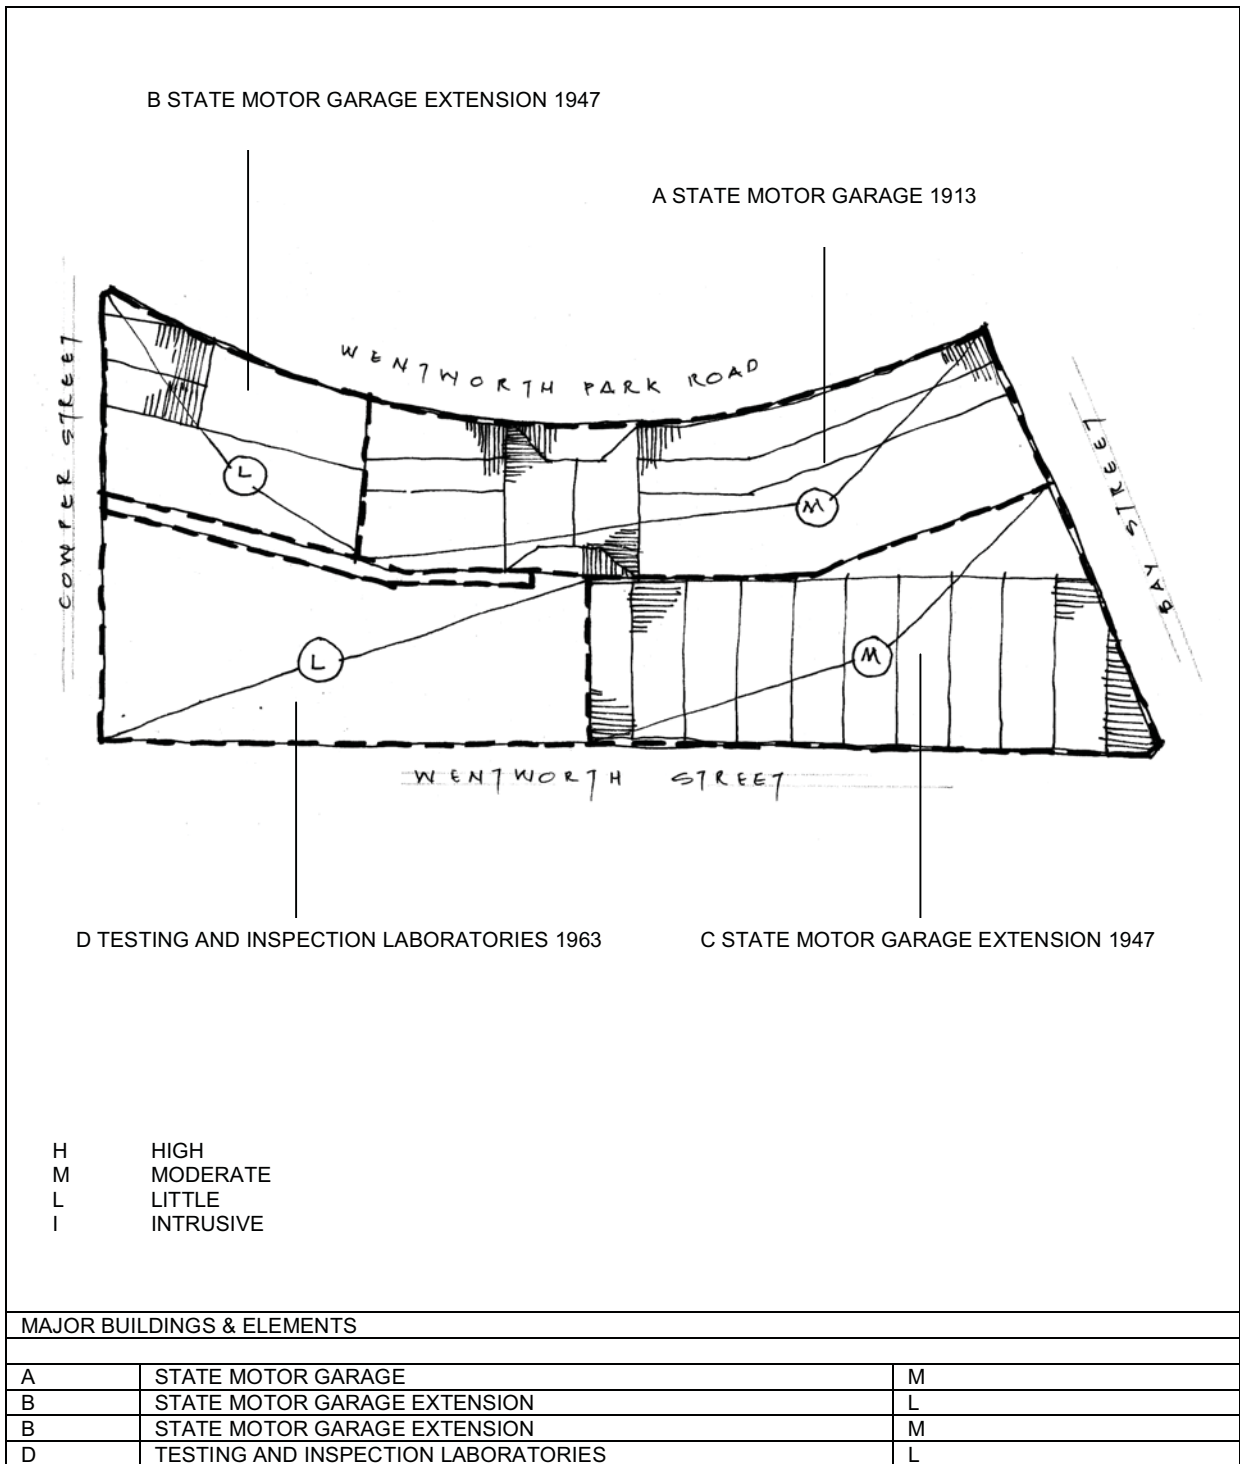 B STATE MOTOR GARAGE EXTENSION 1947
A STATE MOTOR GARAGE 1913
WENTWORTH PARK ROAD
COWPER STREET
BAY STREET
L
M
L
M
WENTWORTH STREET
D TESTING AND INSPECTION LABORATORIES 1963
C STATE MOTOR GARAGE EXTENSION 1947
H HIGH
M MODERATE
L LITTLE
I INTRUSIVE
MAJOR BUILDINGS & ELEMENTS
A STATE MOTOR GARAGE M
B STATE MOTOR GARAGE EXTENSION L
B STATE MOTOR GARAGE EXTENSION M
D TESTING AND INSPECTION LABORATORIES L